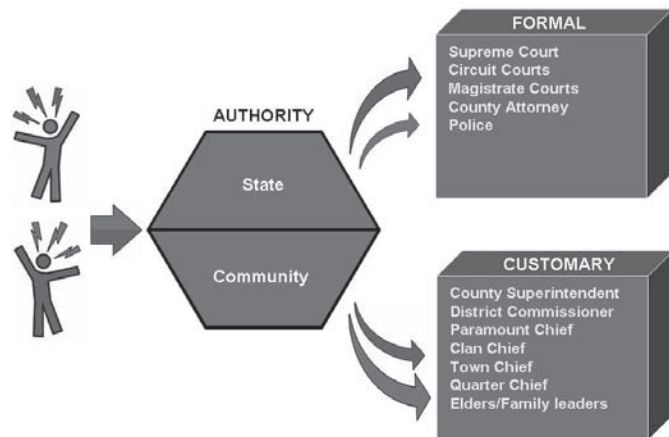 AUTHORITY
State
Community
FORMAL
Supreme Court
Circuit Courts
Magistrate Courts
County Attorney
Police
CUSTOMARY
County Superintendent
District Commissioner
Paramount Chief
Clan Chief
Town Chief
Quarter Chief
Elders/Family leaders